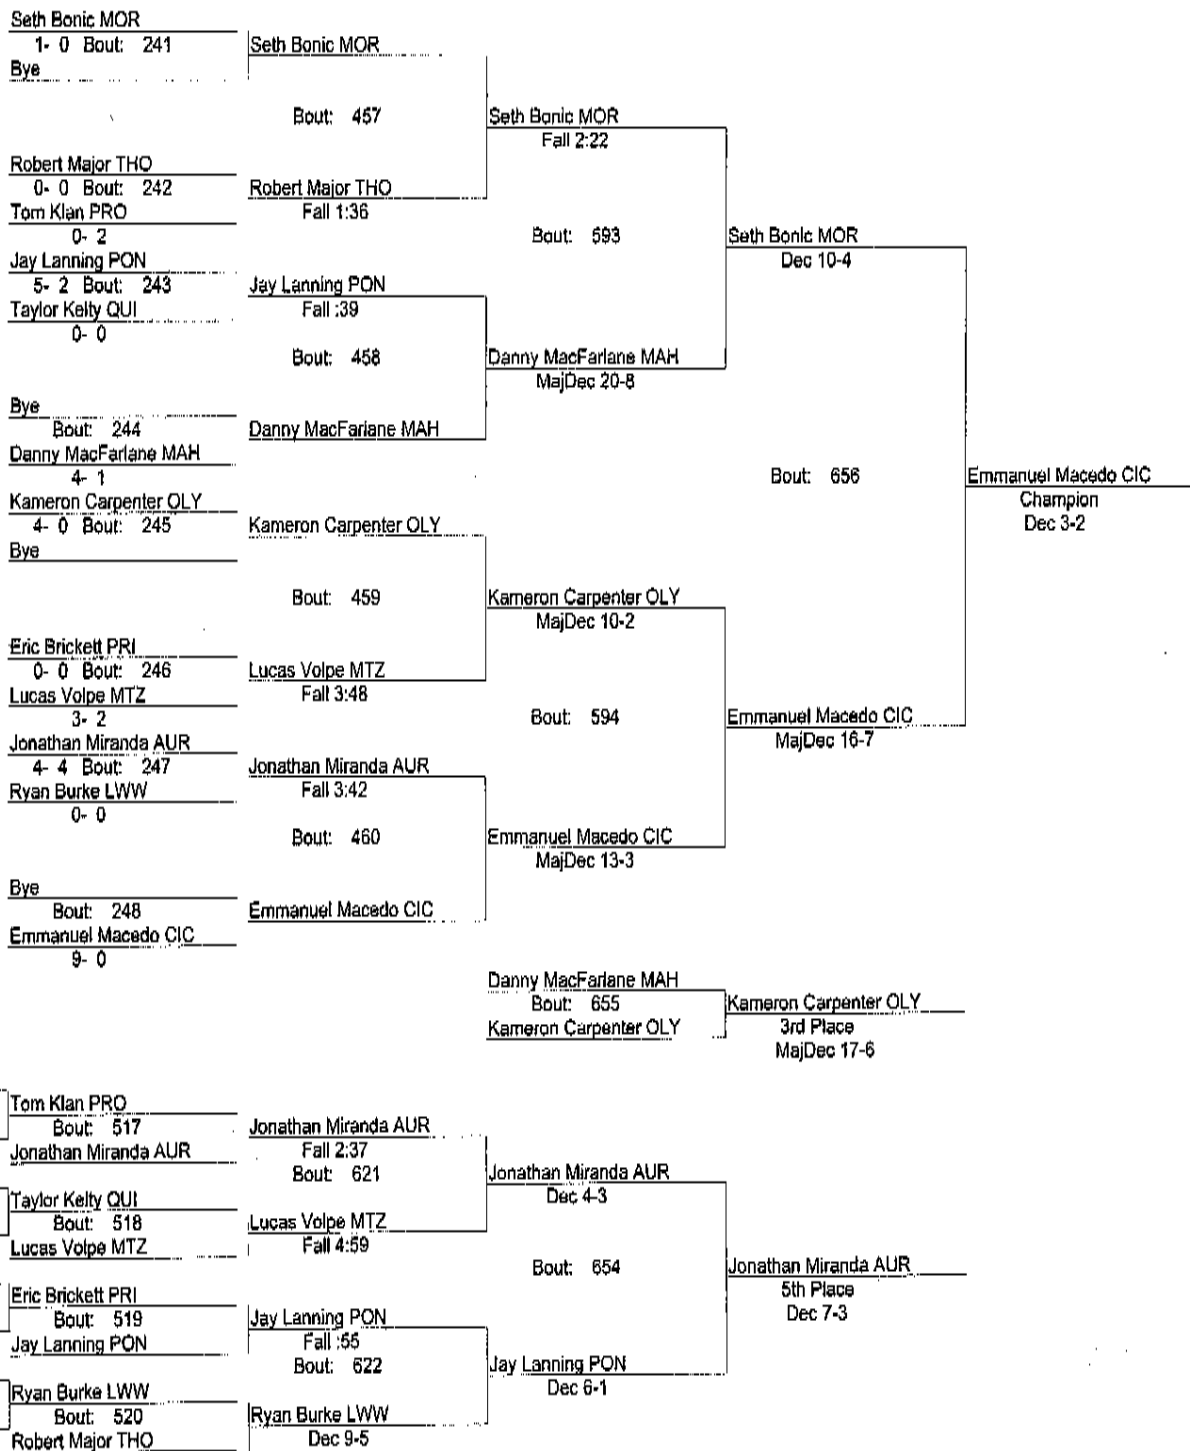 Seth Bonic MOR
1- 0 Bout: 241
Bye
Seth Bonic MOR
Bout: 457
Robert Major THO
0- 0 Bout: 242
Tom Klan PRO
0- 2
Robert Major THO
Fall 1:36
Seth Bonic MOR
Fall 2:22
Jay Lanning PON
5- 2 Bout: 243
Taylor Kelty QUI
0- 0
Jay Lanning PON
Fall :39
Bout: 458
Bye
Bout: 244
Danny MacFarlane MAH
4- 1
Danny MacFarlane MAH
Danny MacFarlane MAH
MajDec 20-8
Bout: 593
Seth Bonic MOR
Dec 10-4
Kameron Carpenter OLY
4- 0 Bout: 245
Bye
Kameron Carpenter OLY
Bout: 459
Eric Brickett PRI
0- 0 Bout: 246
Lucas Volpe MTZ
3- 2
Lucas Volpe MTZ
Fall 3:48
Kameron Carpenter OLY
MajDec 10-2
Jonathan Miranda AUR
4- 4 Bout: 247
Ryan Burke LWW
0- 0
Jonathan Miranda AUR
Fall 3:42
Bout: 460
Bye
Bout: 248
Emmanuel Macedo CIC
9- 0
Emmanuel Macedo CIC
Emmanuel Macedo CIC
MajDec 13-3
Bout: 594
Emmanuel Macedo CIC
MajDec 16-7
Bout: 656
Emmanuel Macedo CIC
Champion
Dec 3-2
Danny MacFarlane MAH
Bout: 655
Kameron Carpenter OLY
Kameron Carpenter OLY
3rd Place
MajDec 17-6
Tom Klan PRO
Bout: 517
Jonathan Miranda AUR
Jonathan Miranda AUR
Fall 2:37
Bout: 621
Taylor Kelty QUI
Bout: 518
Lucas Volpe MTZ
Lucas Volpe MTZ
Fall 4:59
Jonathan Miranda AUR
Dec 4-3
Eric Brickett PRI
Bout: 519
Jay Lanning PON
Jay Lanning PON
Fall :55
Bout: 622
Ryan Burke LWW
Bout: 520
Robert Major THO
Ryan Burke LWW
Dec 9-5
Jay Lanning PON
Dec 6-1
Bout: 654
Jonathan Miranda AUR
5th Place
Dec 7-3